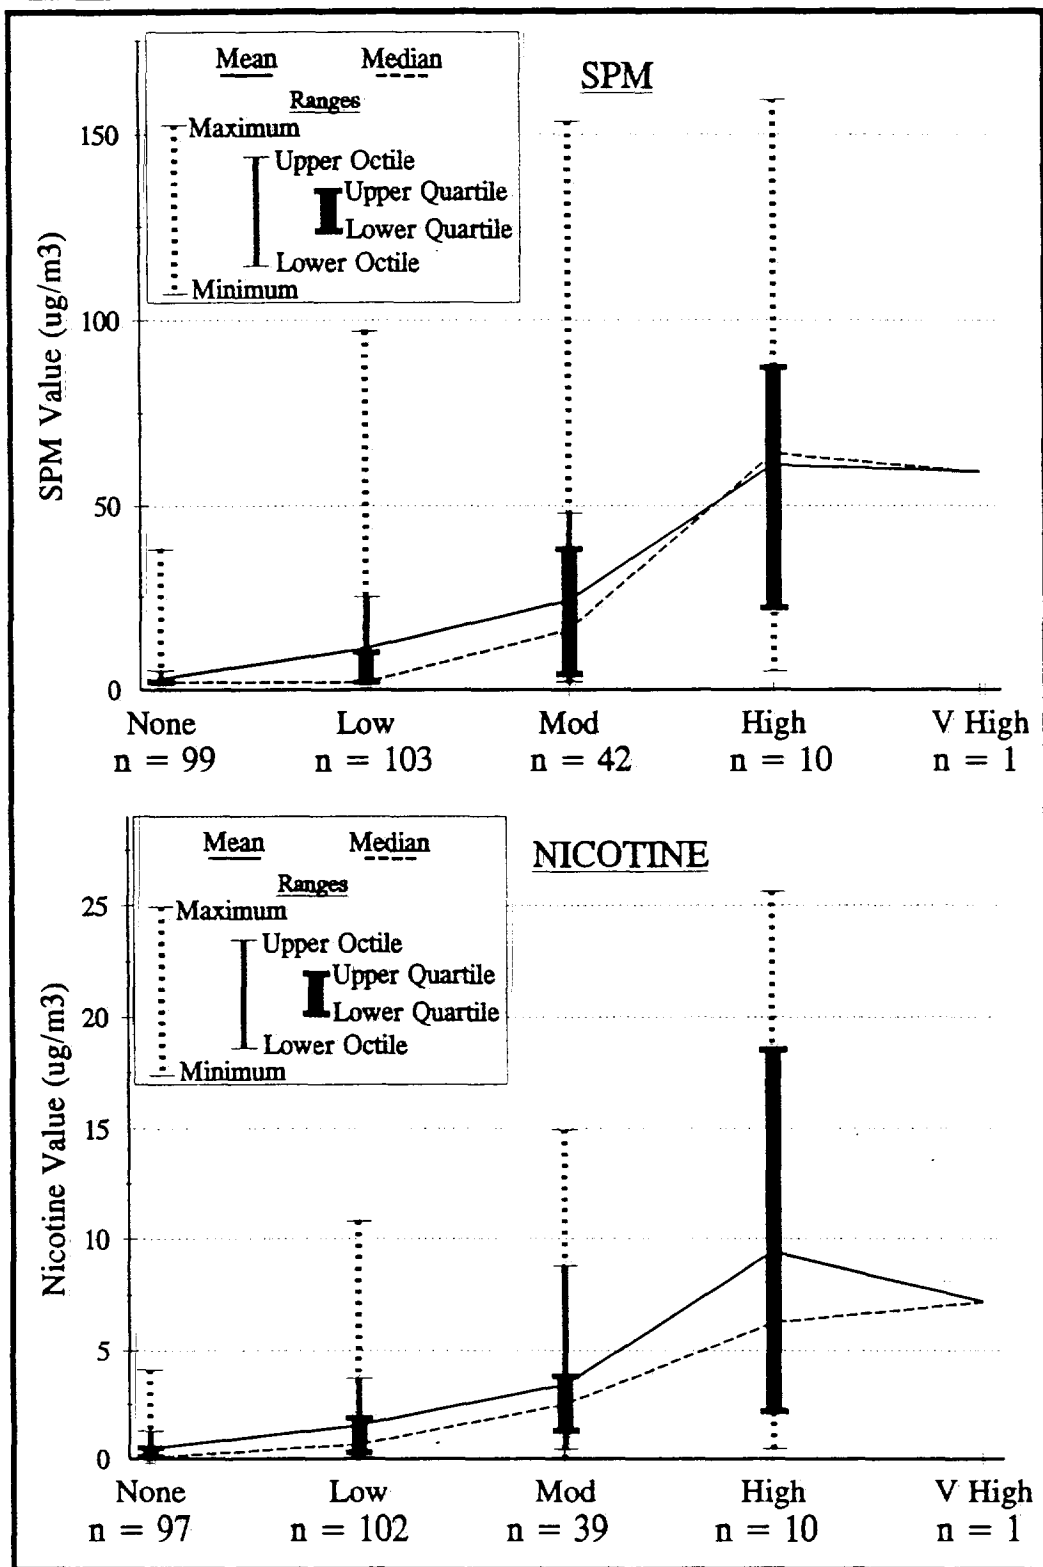 Mean Median
SPM
Ranges
Maximum
Upper Octile
Upper Quartile
Lower Quartile
Lower Octile
Minimum
SPM Value (ug/m3)
150
100
50
0
None Low Mod High V High
n = 99 n = 103 n = 42 n = 10 n = 1
Mean Median
NICOTINE
Ranges
Maximum
Upper Octile
Upper Quartile
Lower Quartile
Lower Octile
Minimum
Nicotine Value (ug/m3)
25
20
15
10
5
0
None Low Mod High V High
n = 97 n = 102 n = 39 n = 10 n = 1